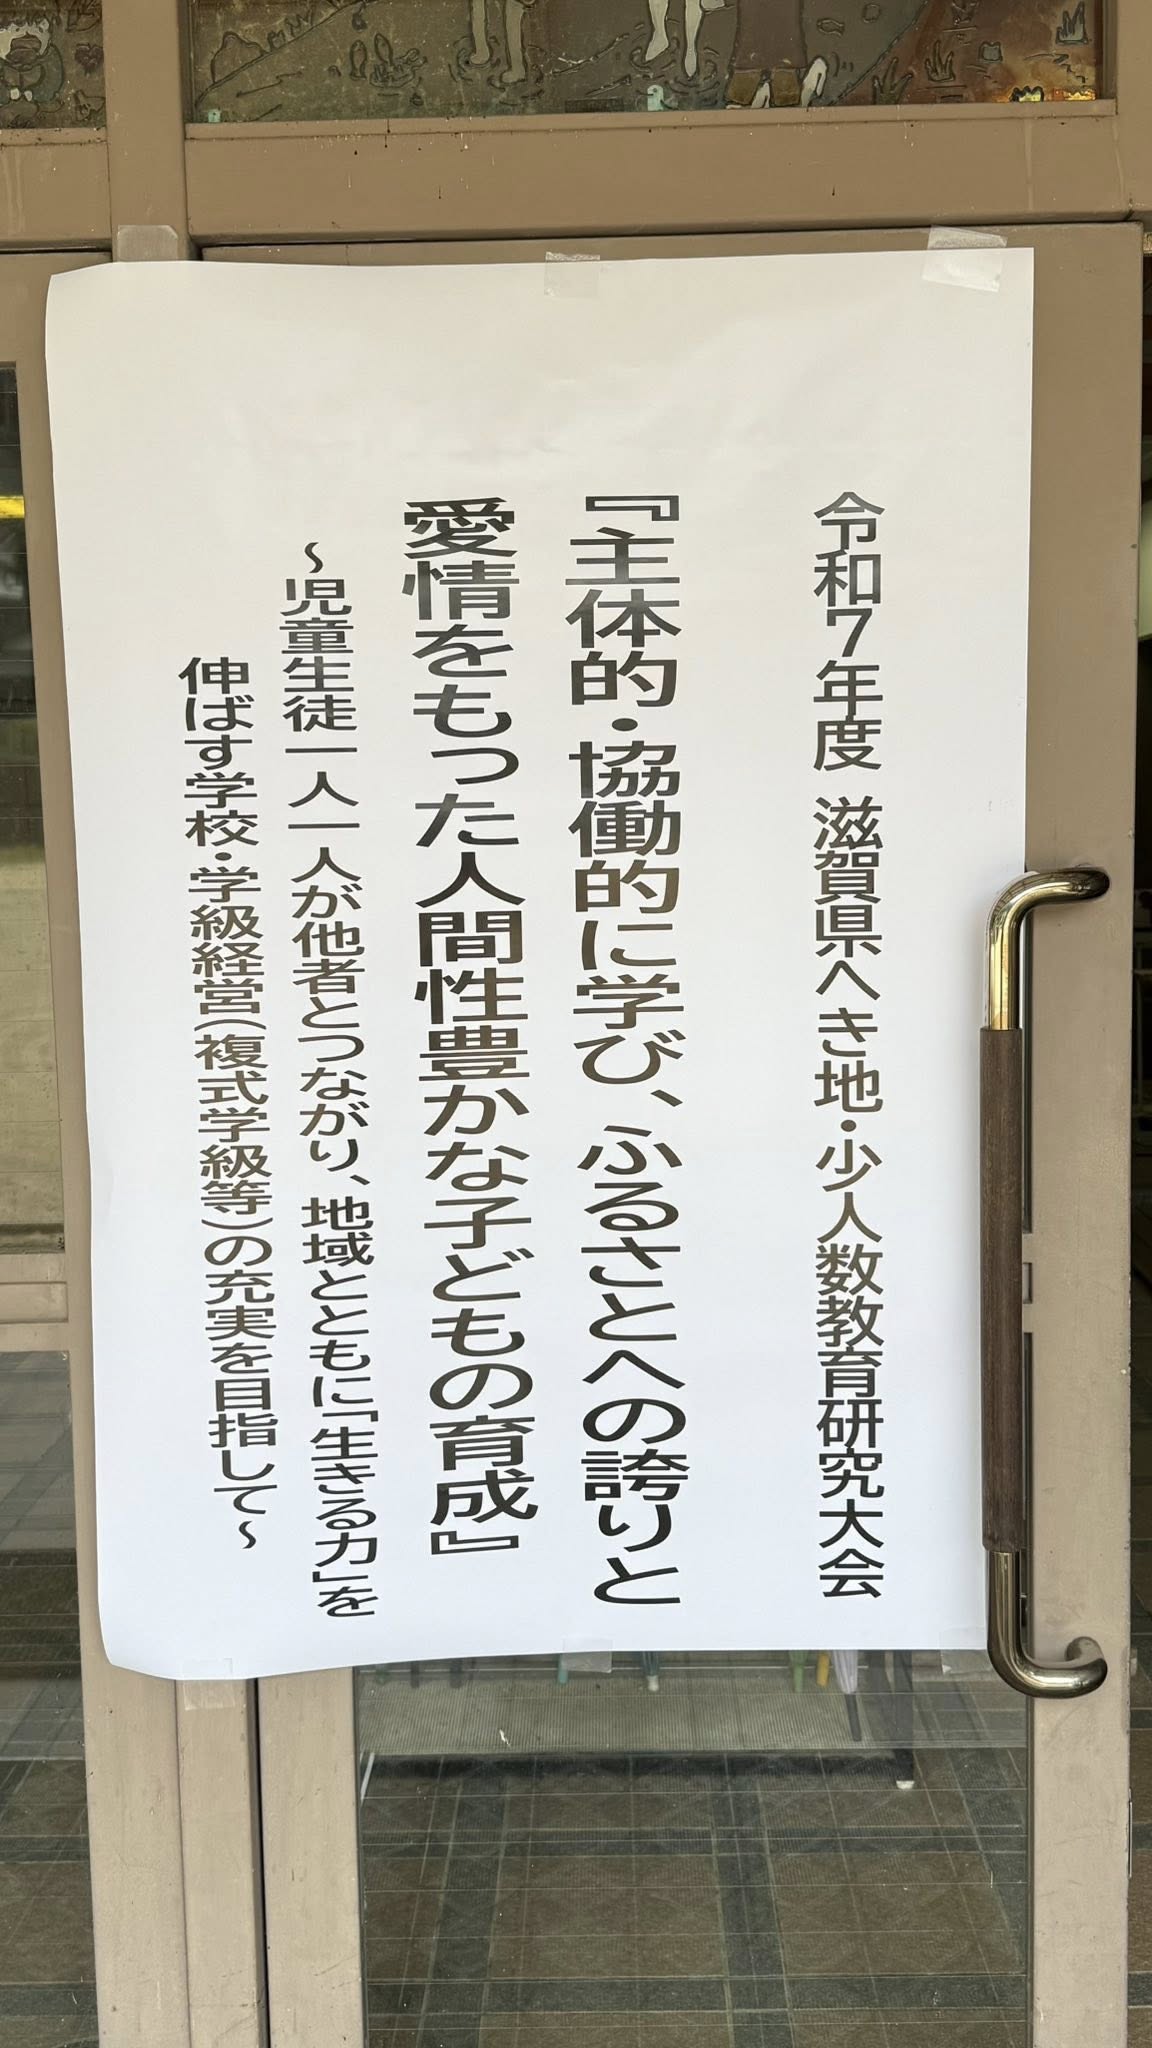 令和7年度 滋賀県へき地・少人数教育研究大会
『主体的・協働的に学び、ふるさとへの誇りと
愛情をもった人間性豊かな子どもの育成』
～児童生徒一人一人が他者とつながり、地域とともに「生きる力」を
伸ばす学校・学級経営(複式学級等)の充実を目指して～